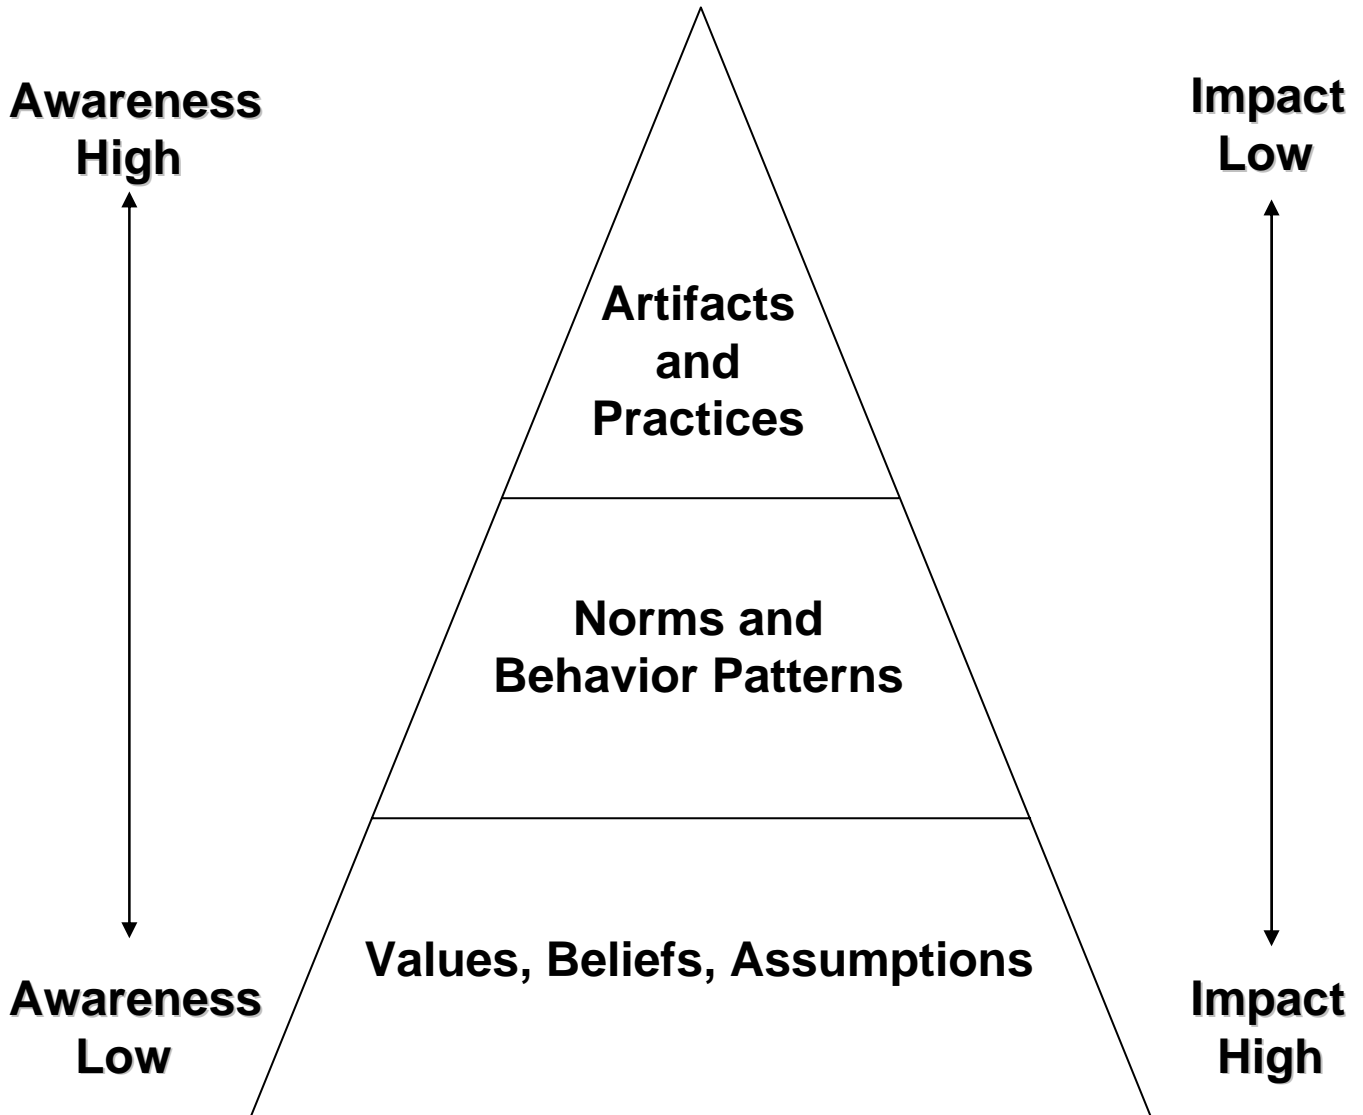 Awareness
High
Impact
Low
Artifacts
and
Practices
Norms and
Behavior Patterns
Values, Beliefs, Assumptions
Awareness
Low
Impact
High